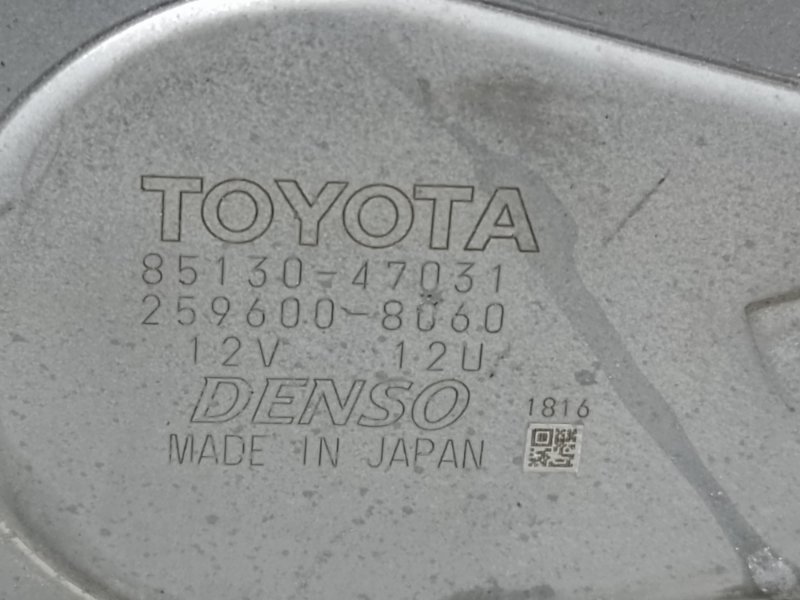 TOYOTA
85130-47031
259600-8060
12V 12U
DENSO
1816
MADE IN JAPAN